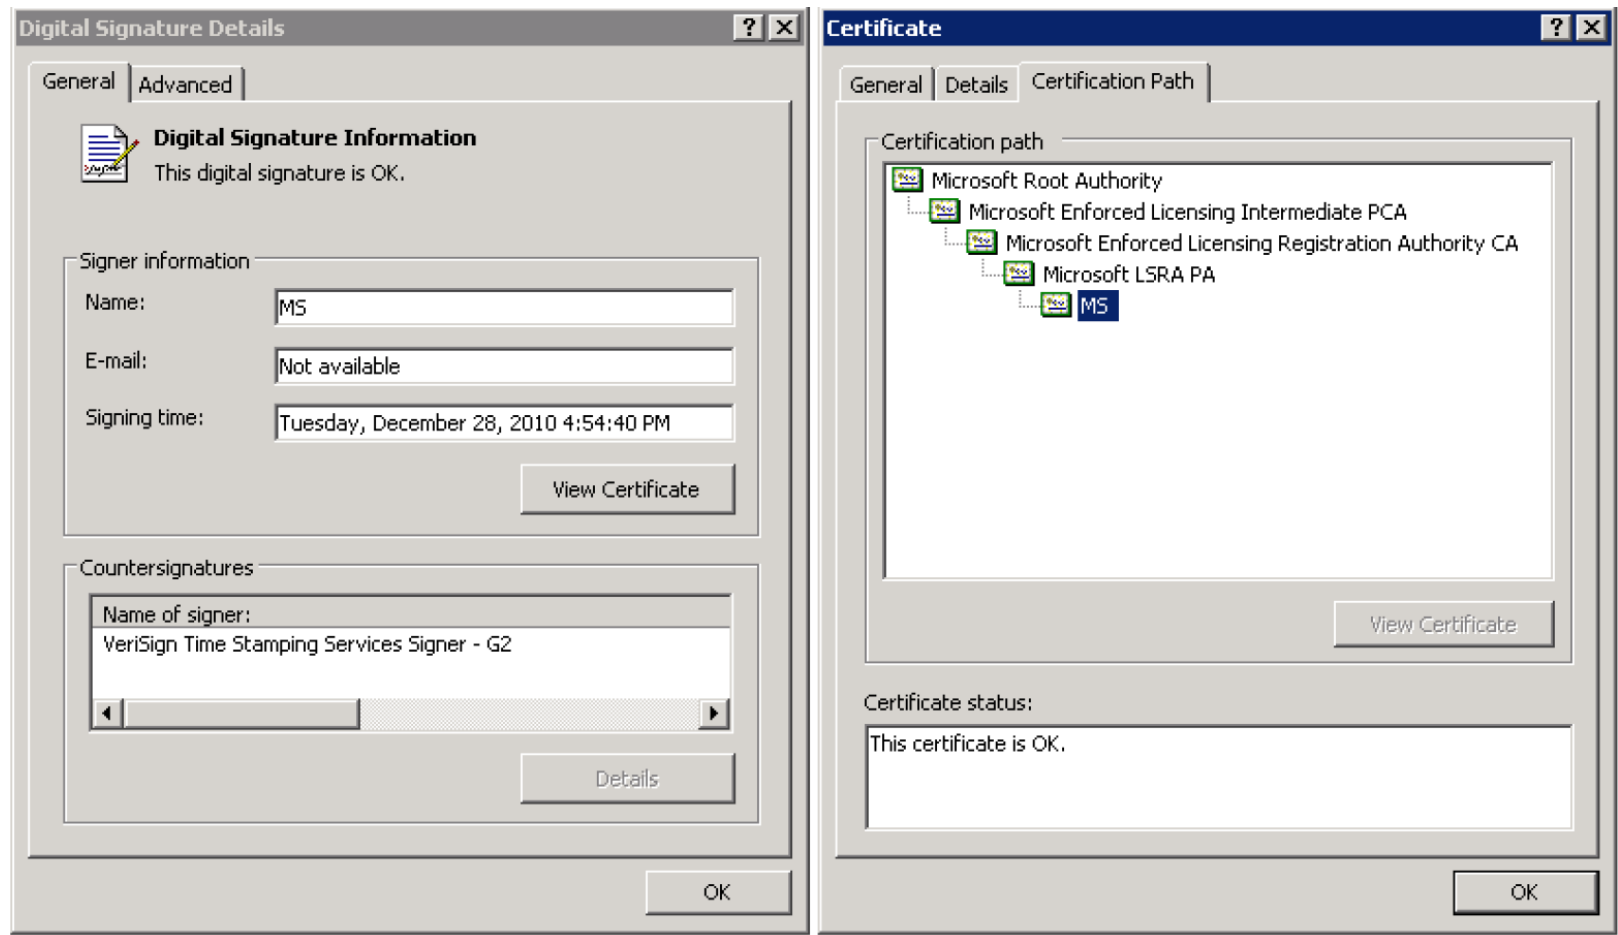 Digital Signature Details
General
Advanced
Digital Signature Information
This digital signature is OK.
Signer information
Name:
MS
E-mail:
Not available
Signing time:
Tuesday, December 28, 2010 4:54:40 PM
View Certificate
Countersignatures
Name of signer:
VeriSign Time Stamping Services Signer - G2
Details
OK
Certificate
General
Details
Certification Path
Certification path
Microsoft Root Authority
Microsoft Enforced Licensing Intermediate PCA
Microsoft Enforced Licensing Registration Authority CA
Microsoft LSRA PA
MS
View Certificate
Certificate status:
This certificate is OK.
OK